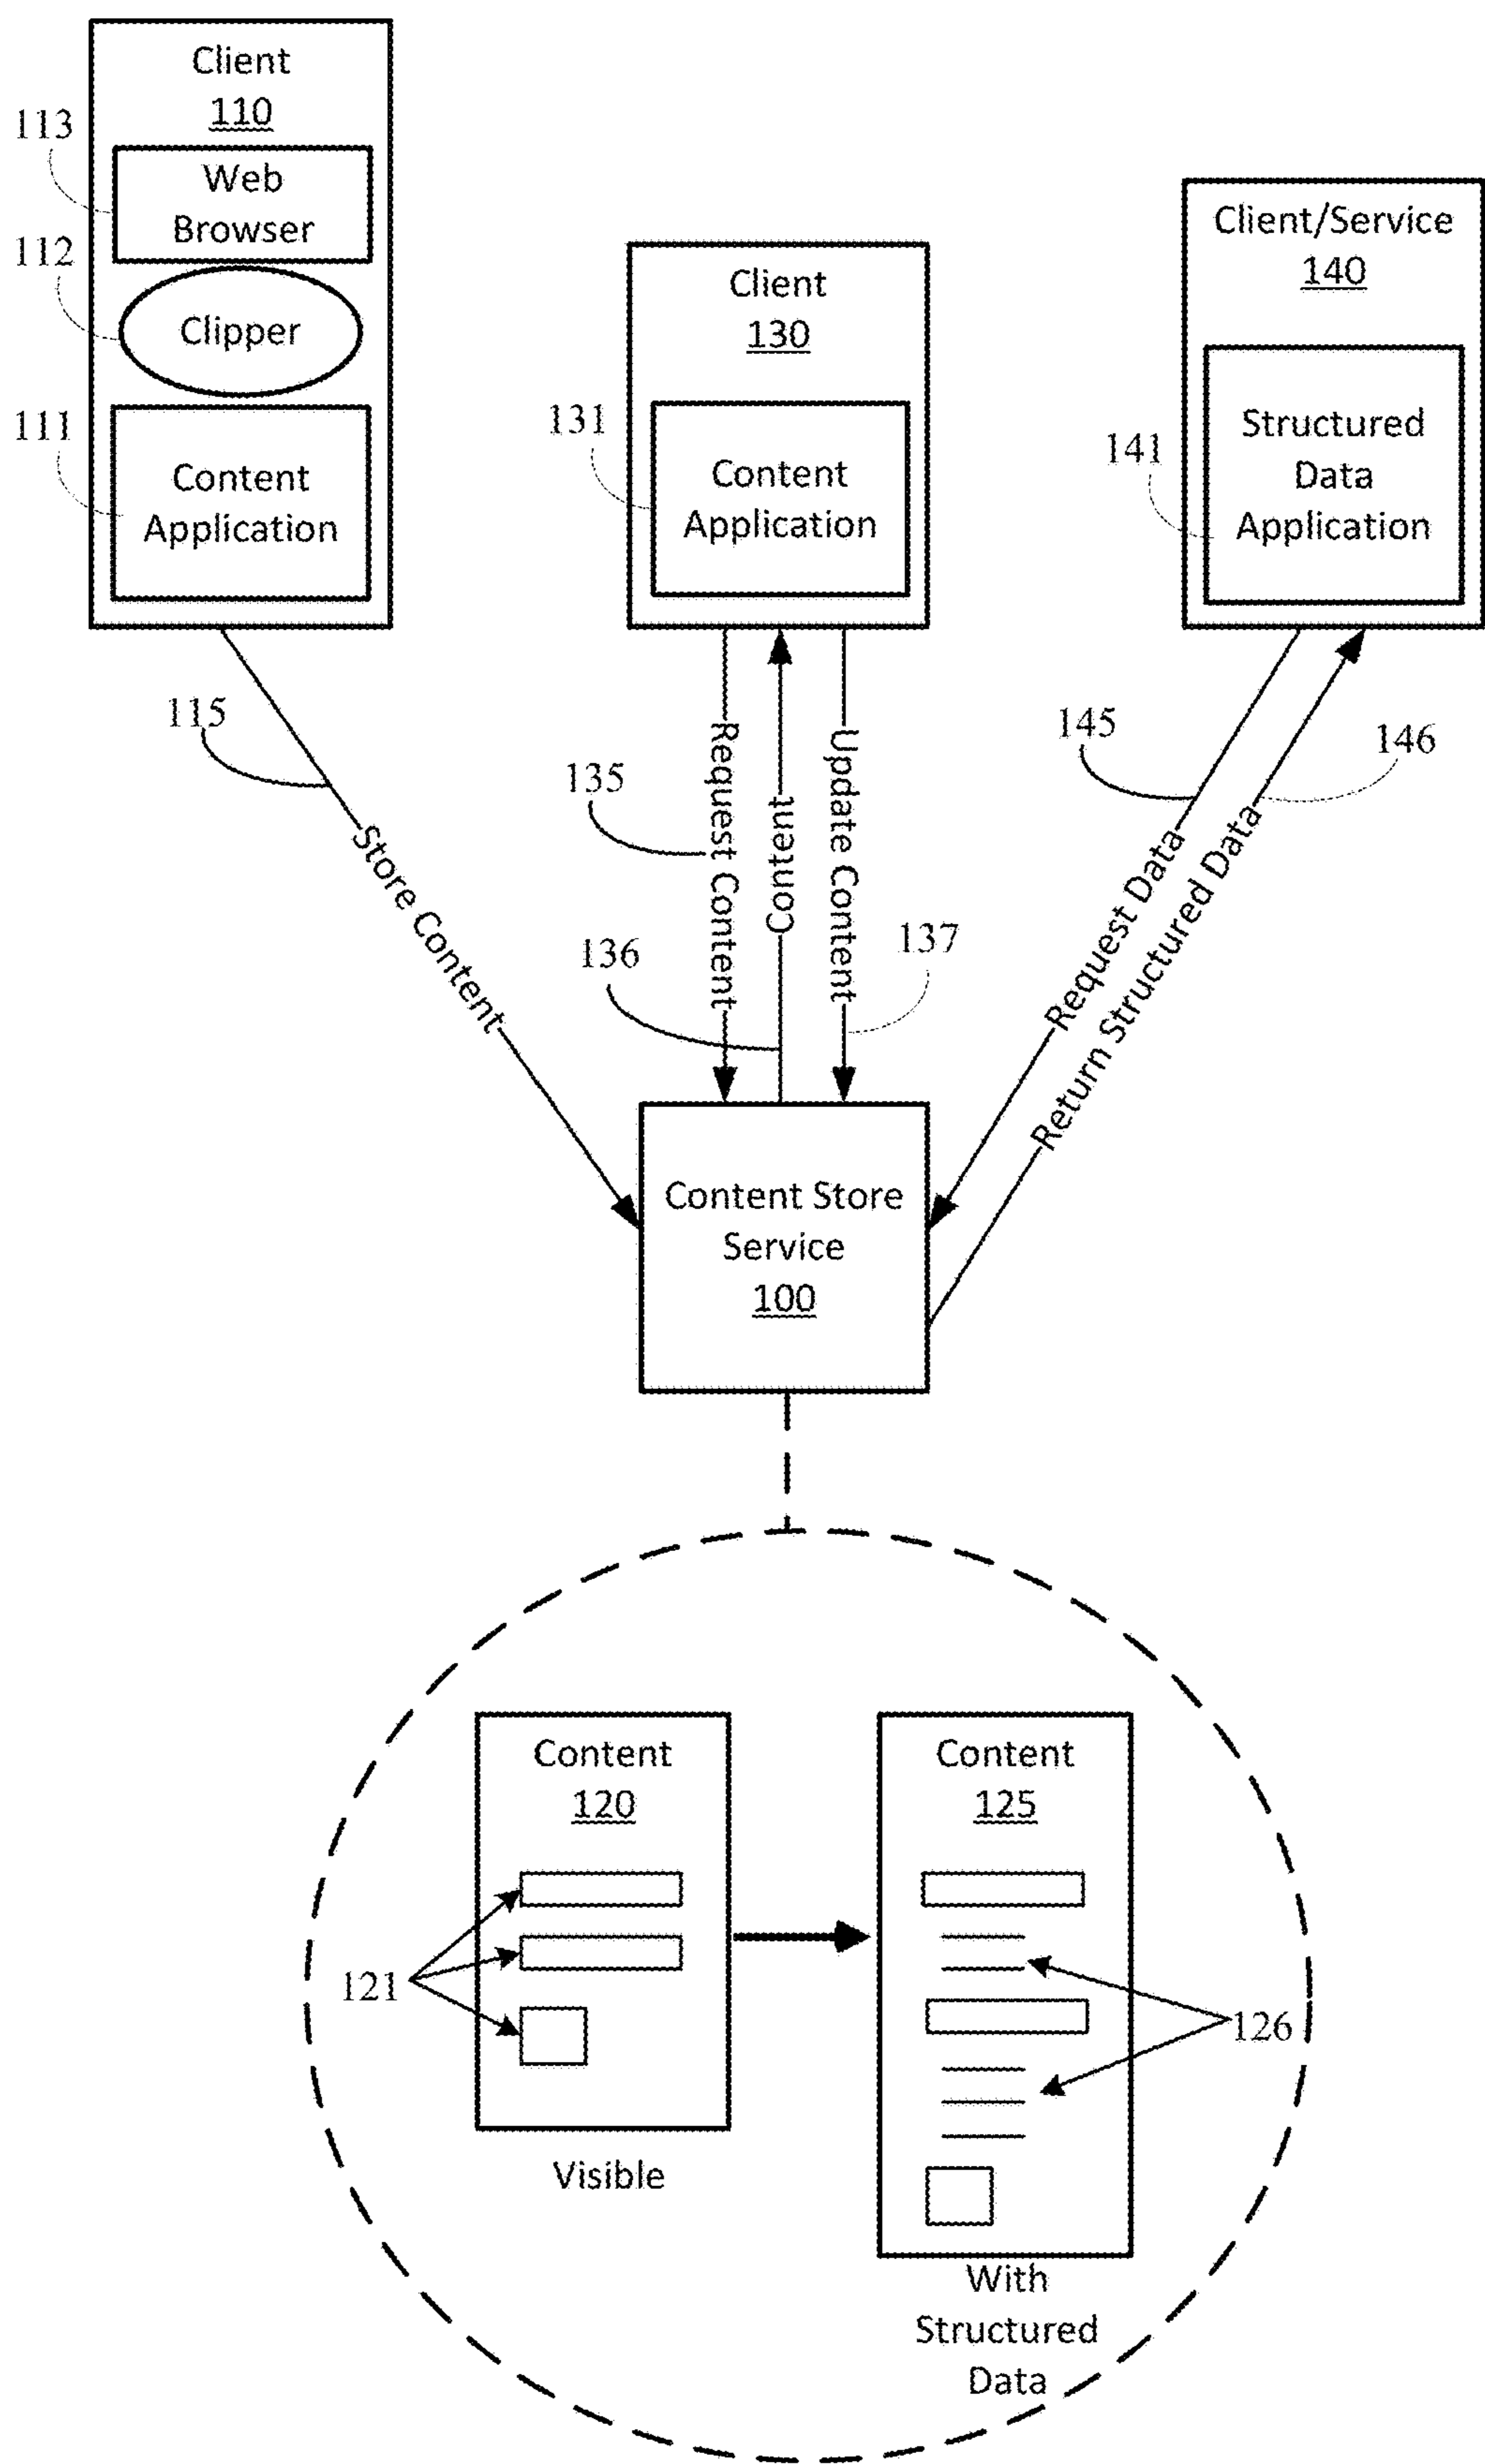 Client
110
113
Web
Browser
112
Clipper
111
Content
Application
Client
130
131
Content
Application
Client/Service
140
141
Structured
Data
Application
115
Store Content
135
Request Content
136
Content
Update Content
137
145
Request Data
146
Return Structured Data
Content Store
Service
100
Content
120
121
Visible
Content
125
126
With
Structured
Data